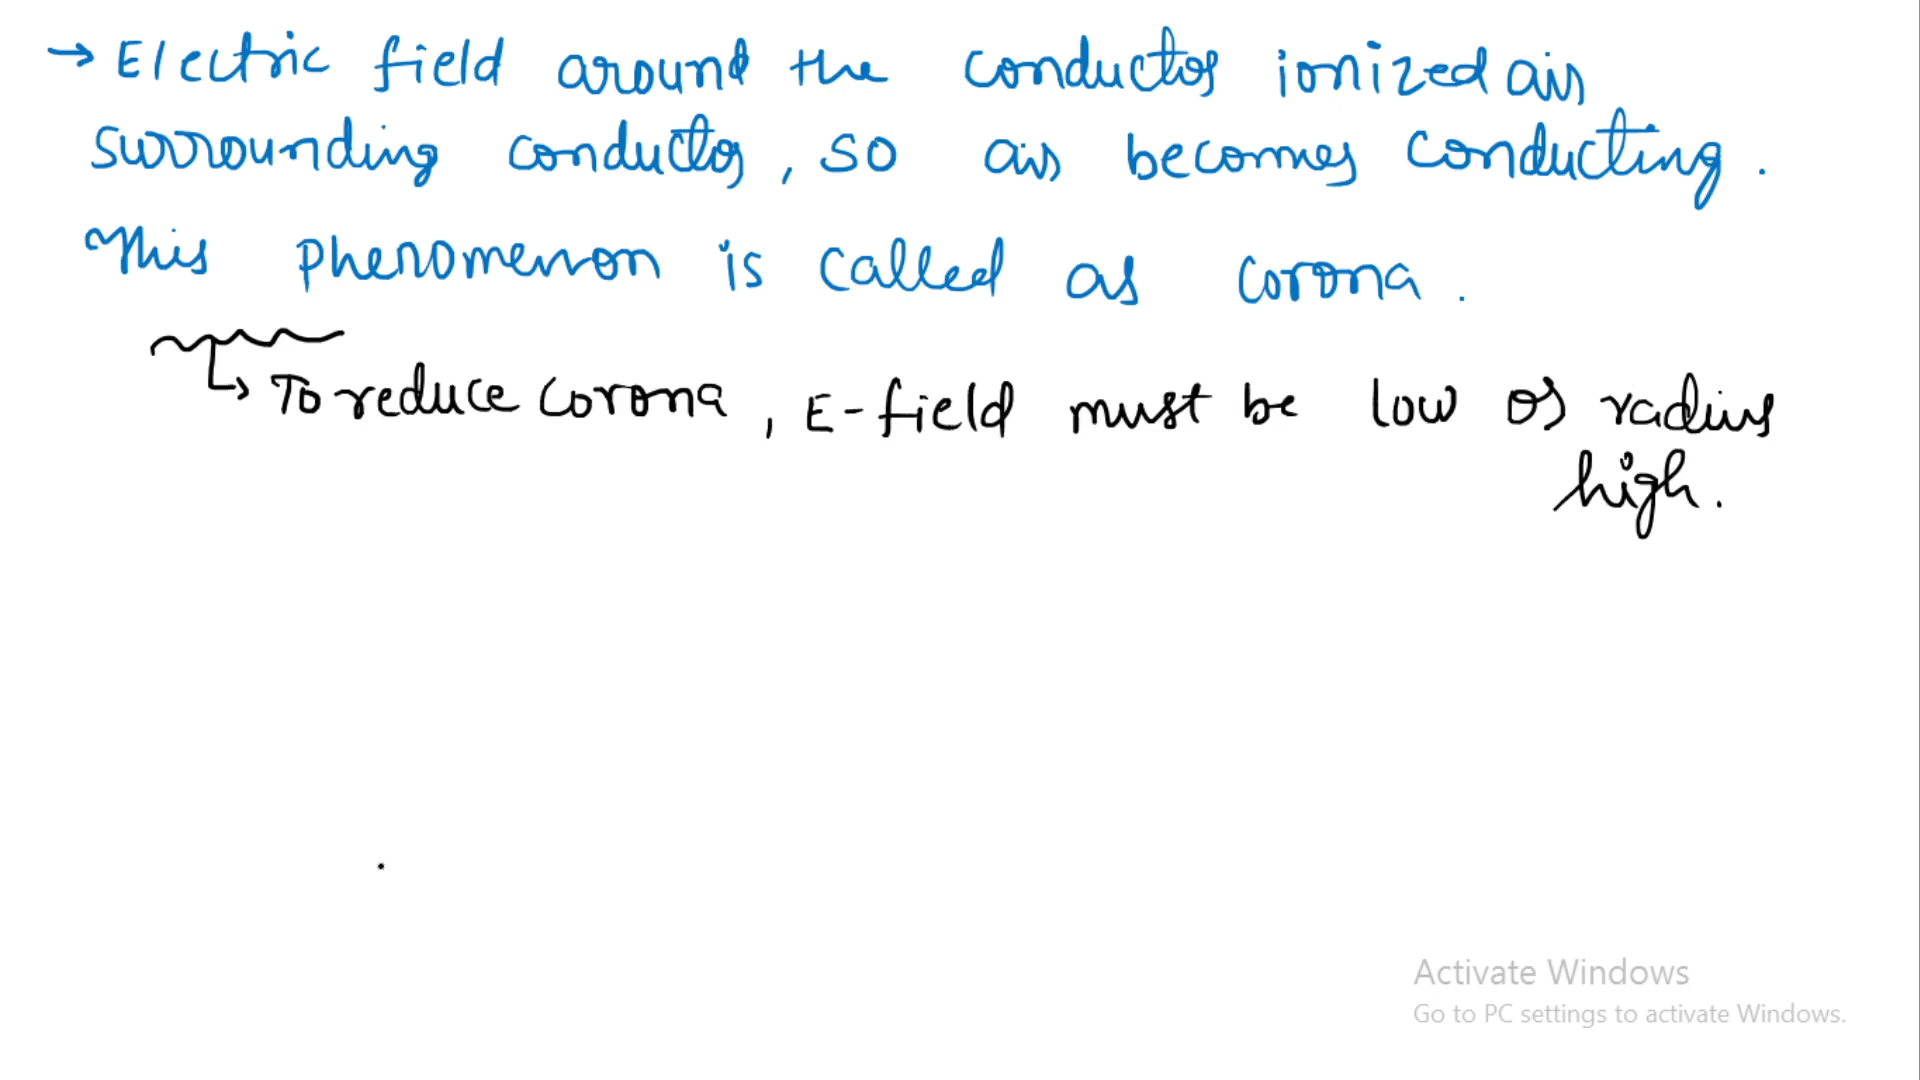 → Electric field around the conductor ionized air
surrounding conductor, so air becomes conducting.
This phenomenon is called as corona.
↳ To reduce corona, E-field must be low or radius
high.
Activate Windows
Go to PC settings to activate Windows.